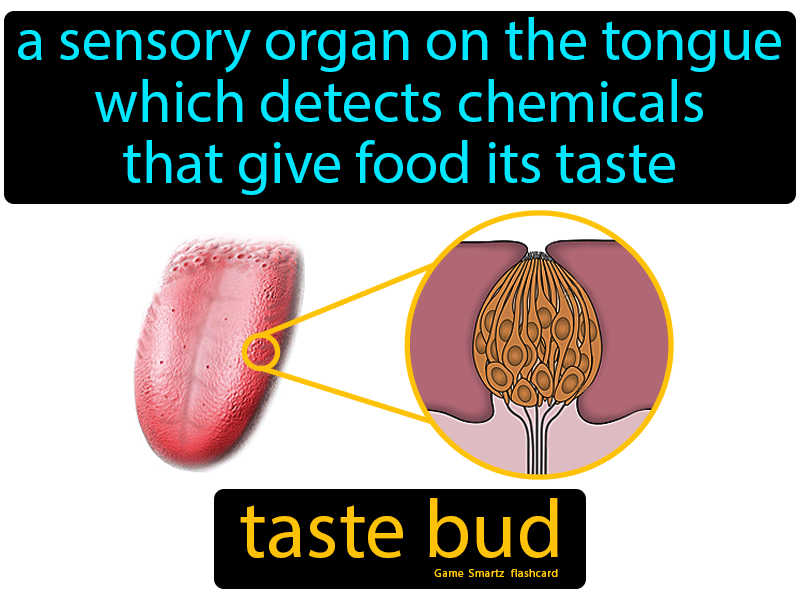 a sensory organ on the tongue
which detects chemicals
that give food its taste
taste bud
Game Smartz flashcard